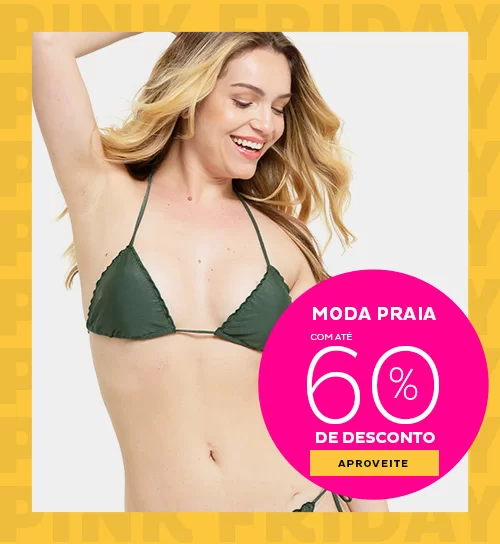 PINK FRIDAY
MODA PRAIA
COM ATÉ
60%
DE DESCONTO
APROVEITE
PINK FRIDAY